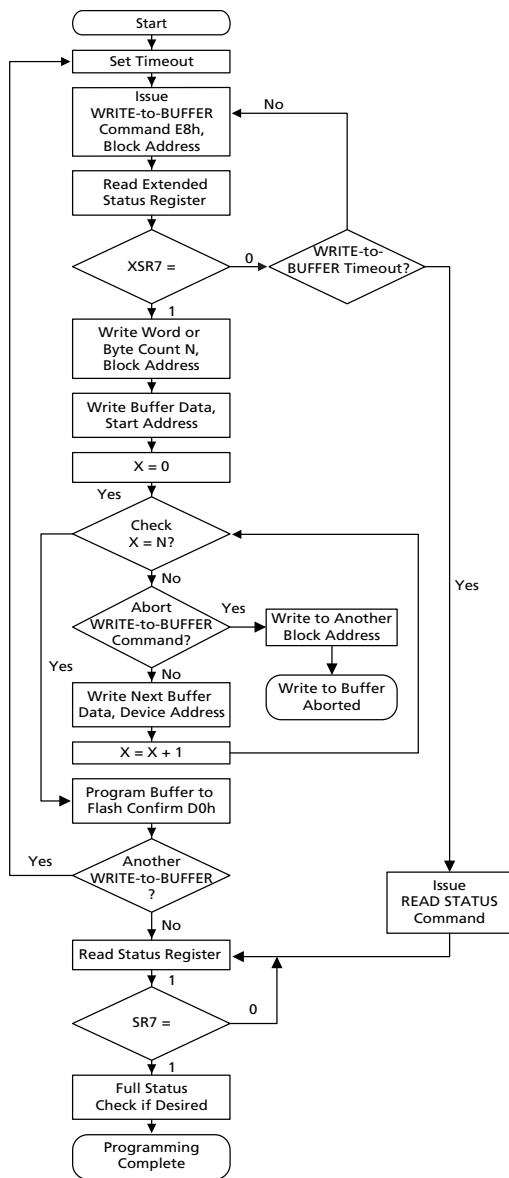 Start
Set Timeout
Issue
WRITE-to-BUFFER
Command E8h,
Block Address
No
Read Extended
Status Register
XSR7 =
0
WRITE-to-
BUFFER Timeout?
1
Write Word or
Byte Count N,
Block Address
Write Buffer Data,
Start Address
X = 0
Yes
Check
X = N?
No
Yes
Abort
WRITE-to-BUFFER
Command?
Yes
Write to Another
Block Address
Yes
No
Write to Buffer
Aborted
Write Next Buffer
Data, Device Address
X = X + 1
Program Buffer to
Flash Confirm D0h
Yes
Another
WRITE-to-BUFFER
?
Issue
READ STATUS
Command
No
Read Status Register
1
SR7 =
0
1
Full Status
Check if Desired
Programming
Complete